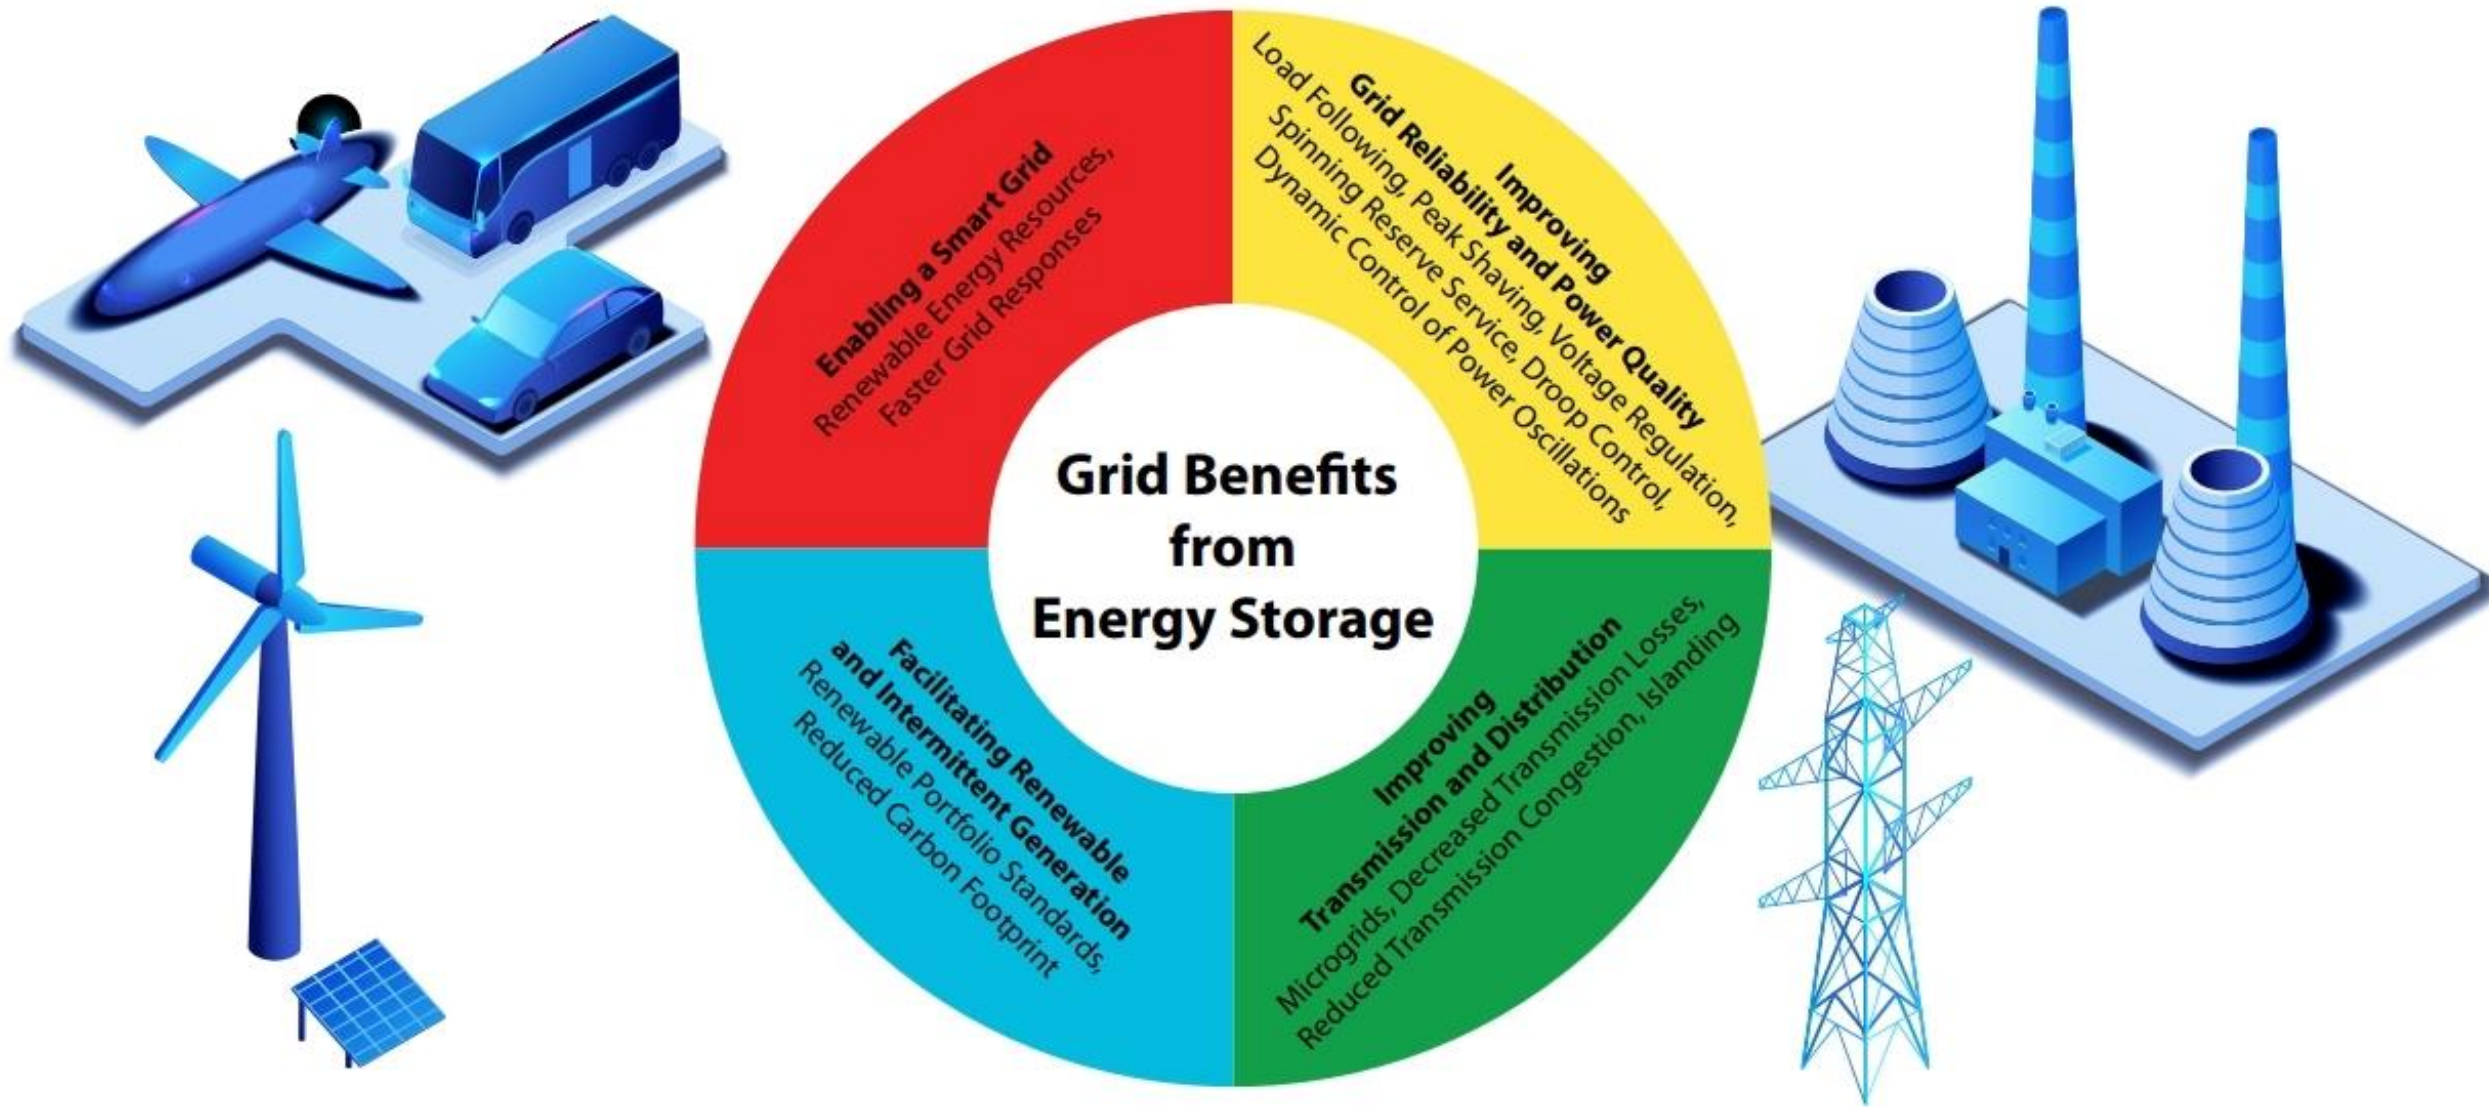 Grid Benefits
from
Energy Storage
Enabling a Smart Grid
Renewable Energy Resources,
Faster Grid Responses
Improving
Grid Reliability and Power Quality
Load Following, Peak Shaving, Voltage Regulation,
Spinning Reserve Service, Droop Control,
Dynamic Control of Power Oscillations
Facilitating Renewable
and Intermittent Generation
Renewable Portfolio Standards,
Reduced Carbon Footprint
Improving
Transmission and Distribution
Microgrids, Decreased Transmission Losses,
Reduced Transmission Congestion, Islanding